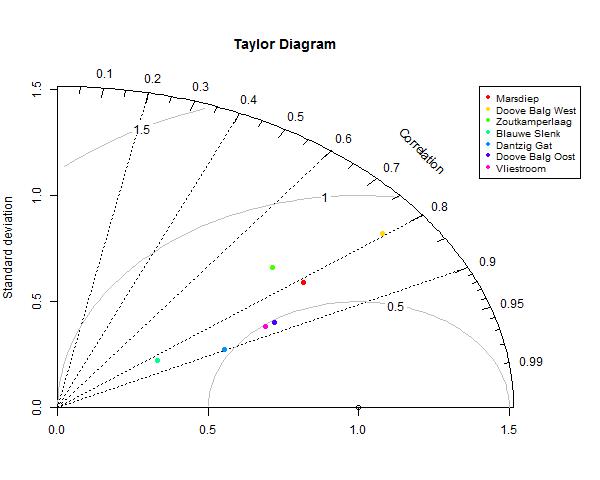 Taylor Diagram
0.1
0.2
0.3
0.4
0.5
0.6
0.7
0.8
0.9
0.95
0.99
Correlation
Marsdiep
Doove Balg West
Zoutkamperlaag
Blauwe Slenk
Dantzig Gat
Doove Balg Oost
Vliestroom
1.5
1
0.5
Standard deviation
1.5
1.0
0.5
0.0
0.0
0.5
1.0
1.5